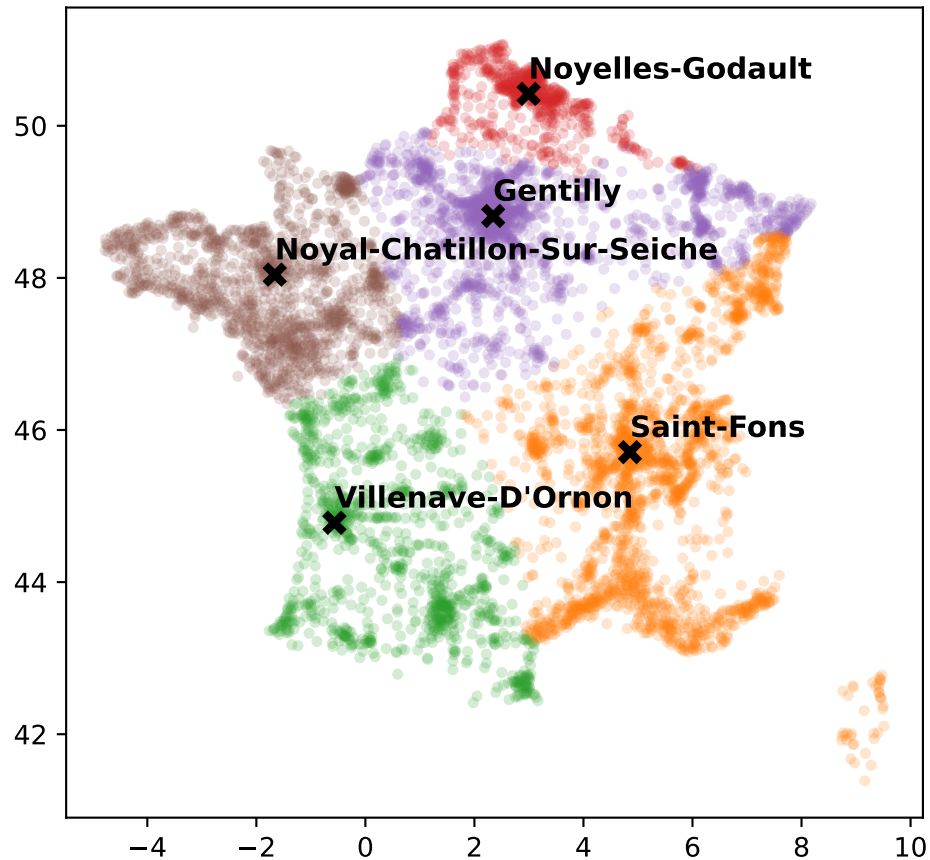 Noyelles-Godault
50
Gentilly
Noyal-Chatillon-Sur-Seiche
48
46
Saint-Fons
Villenave-D'Ornon
44
42
−4 −2 0 2 4 6 8 10